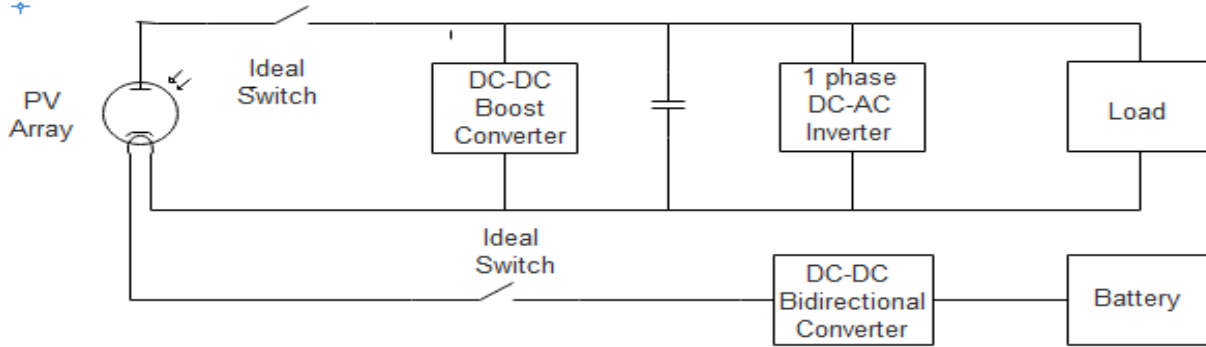 Ideal
Switch
PV
Array
DC-DC
Boost
Converter
1 phase
DC-AC
Inverter
Load
Ideal
Switch
DC-DC
Bidirectional
Converter
Battery